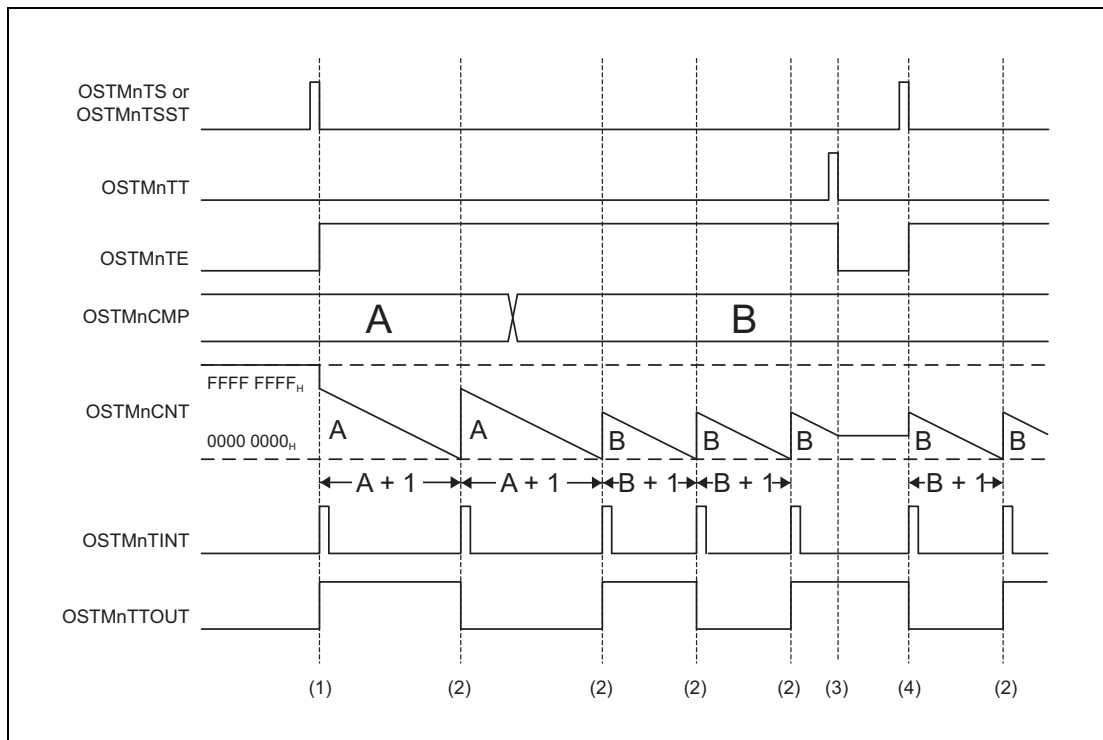 OSTMnTS or
OSTMnTSST
OSTMnTT
OSTMnTE
OSTMnCMP
A
B
OSTMnCNT
FFFF FFFFH
0000 0000H
A
A
B
B
B
B
B
A + 1
A + 1
B + 1
B + 1
B + 1
OSTMnTINT
OSTMnTTOUT
(1)
(2)
(2)
(2)
(2)
(3)
(4)
(2)